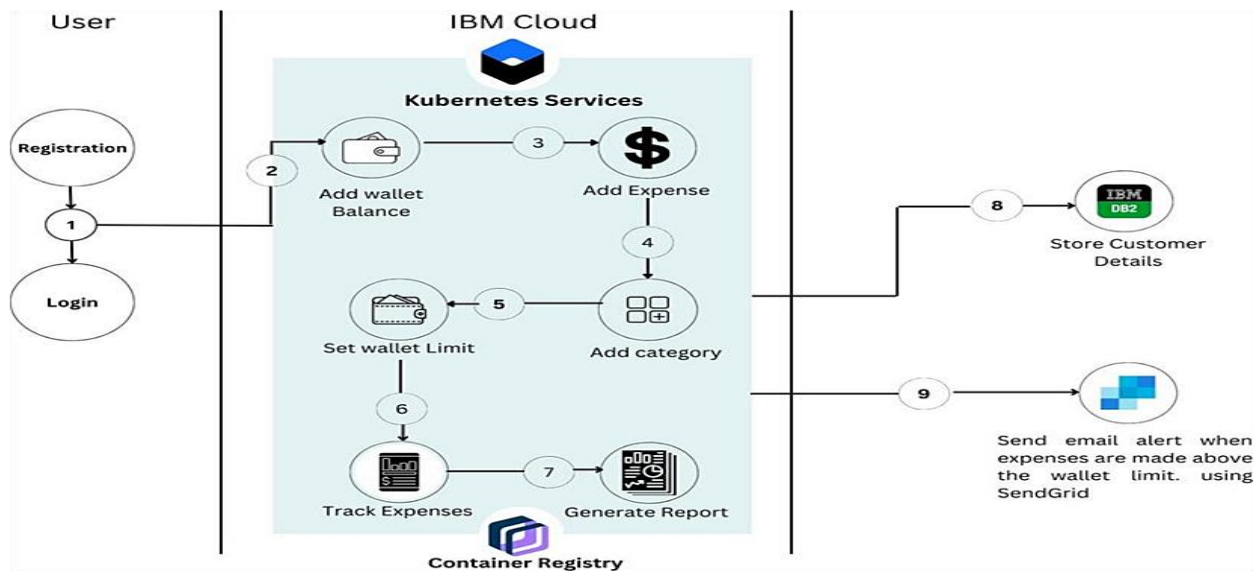 User
IBM Cloud
Kubernetes Services
Registration
1
Login
2
Add wallet
Balance
3
$
Add Expense
4
Add category
5
Set wallet Limit
6
Track Expenses
7
Generate Report
Container Registry
8
IBM
DB2
Store Customer
Details
9
Send email alert when
expenses are made above
the wallet limit. using
SendGrid